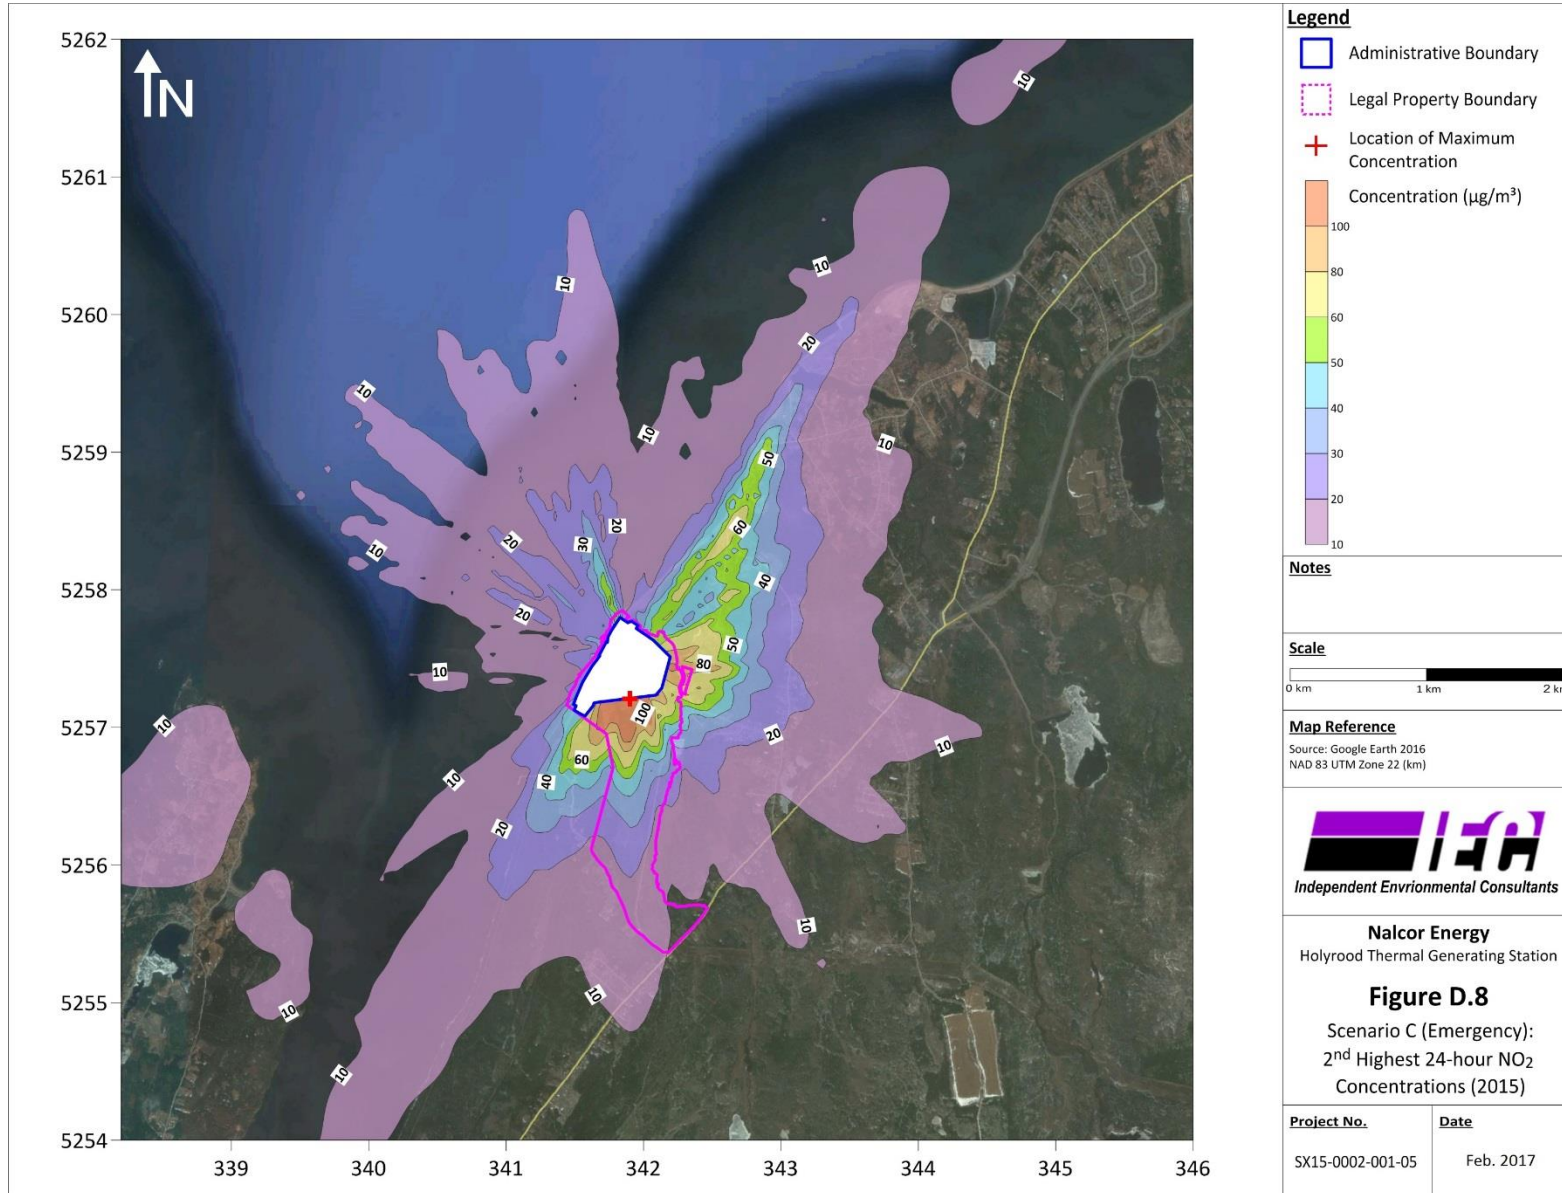 5262
5261
5260
5259
5258
5257
5256
5255
5254
339
340
341
342
343
344
345
346
N
10
10
10
20
10
10
10
10
50
20
60
30
20
10
40
20
50
10
80
10
100
20
10
60
10
40
20
10
10
10
10
Legend
Administrative Boundary
Legal Property Boundary
Location of Maximum
Concentration
Concentration (µg/m³)
100
80
60
50
40
30
20
10
Notes
Scale
0 km
1 km
2 km
Map Reference
Source: Google Earth 2016
NAD 83 UTM Zone 22 (km)
IEC
Independent Envrionmental Consultants
Nalcor Energy
Holyrood Thermal Generating Station
Figure D.8
Scenario C (Emergency):
2nd Highest 24-hour NO2
Concentrations (2015)
Project No.
Date
SX15-0002-001-05
Feb. 2017